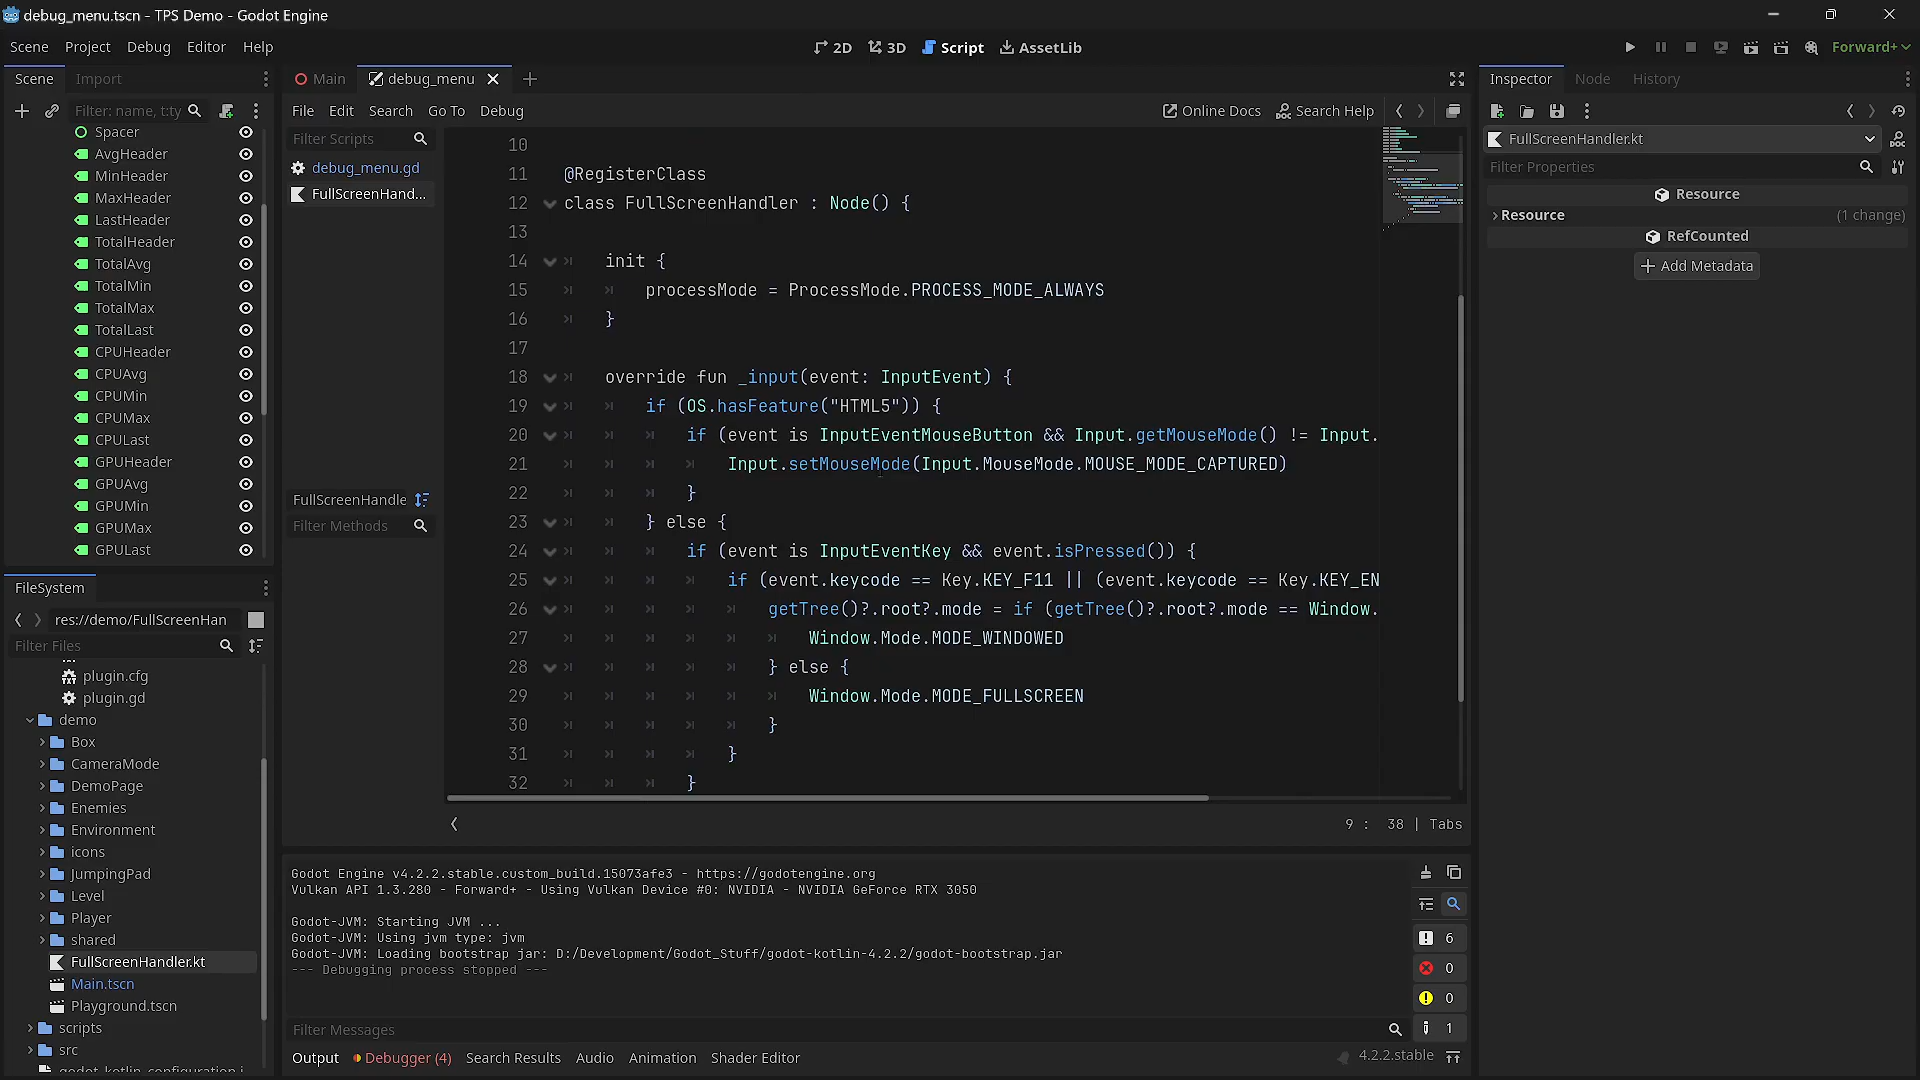 debug_menu.tscn - TPS Demo - Godot Engine
Scene Project Debug Editor Help
2D 3D Script AssetLib
Forward+
Scene Import
Filter: name, t:ty
Spacer
AvgHeader
MinHeader
MaxHeader
LastHeader
TotalHeader
TotalAvg
TotalMin
TotalMax
TotalLast
CPUHeader
CPUAvg
CPUMin
CPUMax
CPULast
GPUHeader
GPUAvg
GPUMin
GPUMax
GPULast
FileSystem
res://demo/FullScreenHan
Filter Files
plugin.cfg
plugin.gd
demo
Box
CameraMode
DemoPage
Enemies
Environment
icons
JumpingPad
Level
Player
shared
FullScreenHandler.kt
Main.tscn
Playground.tscn
scripts
src
Main debug_menu
File Edit Search Go To Debug
Online Docs Search Help
Filter Scripts
debug_menu.gd
FullScreenHand...
FullScreenHandle
Filter Methods
10
11 @RegisterClass
12 class FullScreenHandler : Node() {
13
14 init {
15 processMode = ProcessMode.PROCESS_MODE_ALWAYS
16 }
17
18 override fun _input(event: InputEvent) {
19 if (OS.hasFeature("HTML5")) {
20 if (event is InputEventMouseButton && Input.getMouseMode() != Input.
21 Input.setMouseMode(Input.MouseMode.MOUSE_MODE_CAPTURED)
22 }
23 } else {
24 if (event is InputEventKey && event.isPressed()) {
25 if (event.keycode == Key.KEY_F11 || (event.keycode == Key.KEY_EN
26 getTree()?.root?.mode = if (getTree()?.root?.mode == Window.
27 Window.Mode.MODE_WINDOWED
28 } else {
29 Window.Mode.MODE_FULLSCREEN
30 }
31 }
32 }
9 : 38 | Tabs
Godot Engine v4.2.2.stable.custom_build.15073afe3 - https://godotengine.org
Vulkan API 1.3.280 - Forward+ - Using Vulkan Device #0: NVIDIA - NVIDIA GeForce RTX 3050
Godot-JVM: Starting JVM ...
Godot-JVM: Using jvm type: jvm
Godot-JVM: Loading bootstrap jar: D:/Development/Godot_Stuff/godot-kotlin-4.2.2/godot-bootstrap.jar
--- Debugging process stopped ---
6
0
0
1
Filter Messages
Output Debugger (4) Search Results Audio Animation Shader Editor
4.2.2.stable
Inspector Node History
FullScreenHandler.kt
Filter Properties
Resource
Resource (1 change)
RefCounted
Add Metadata